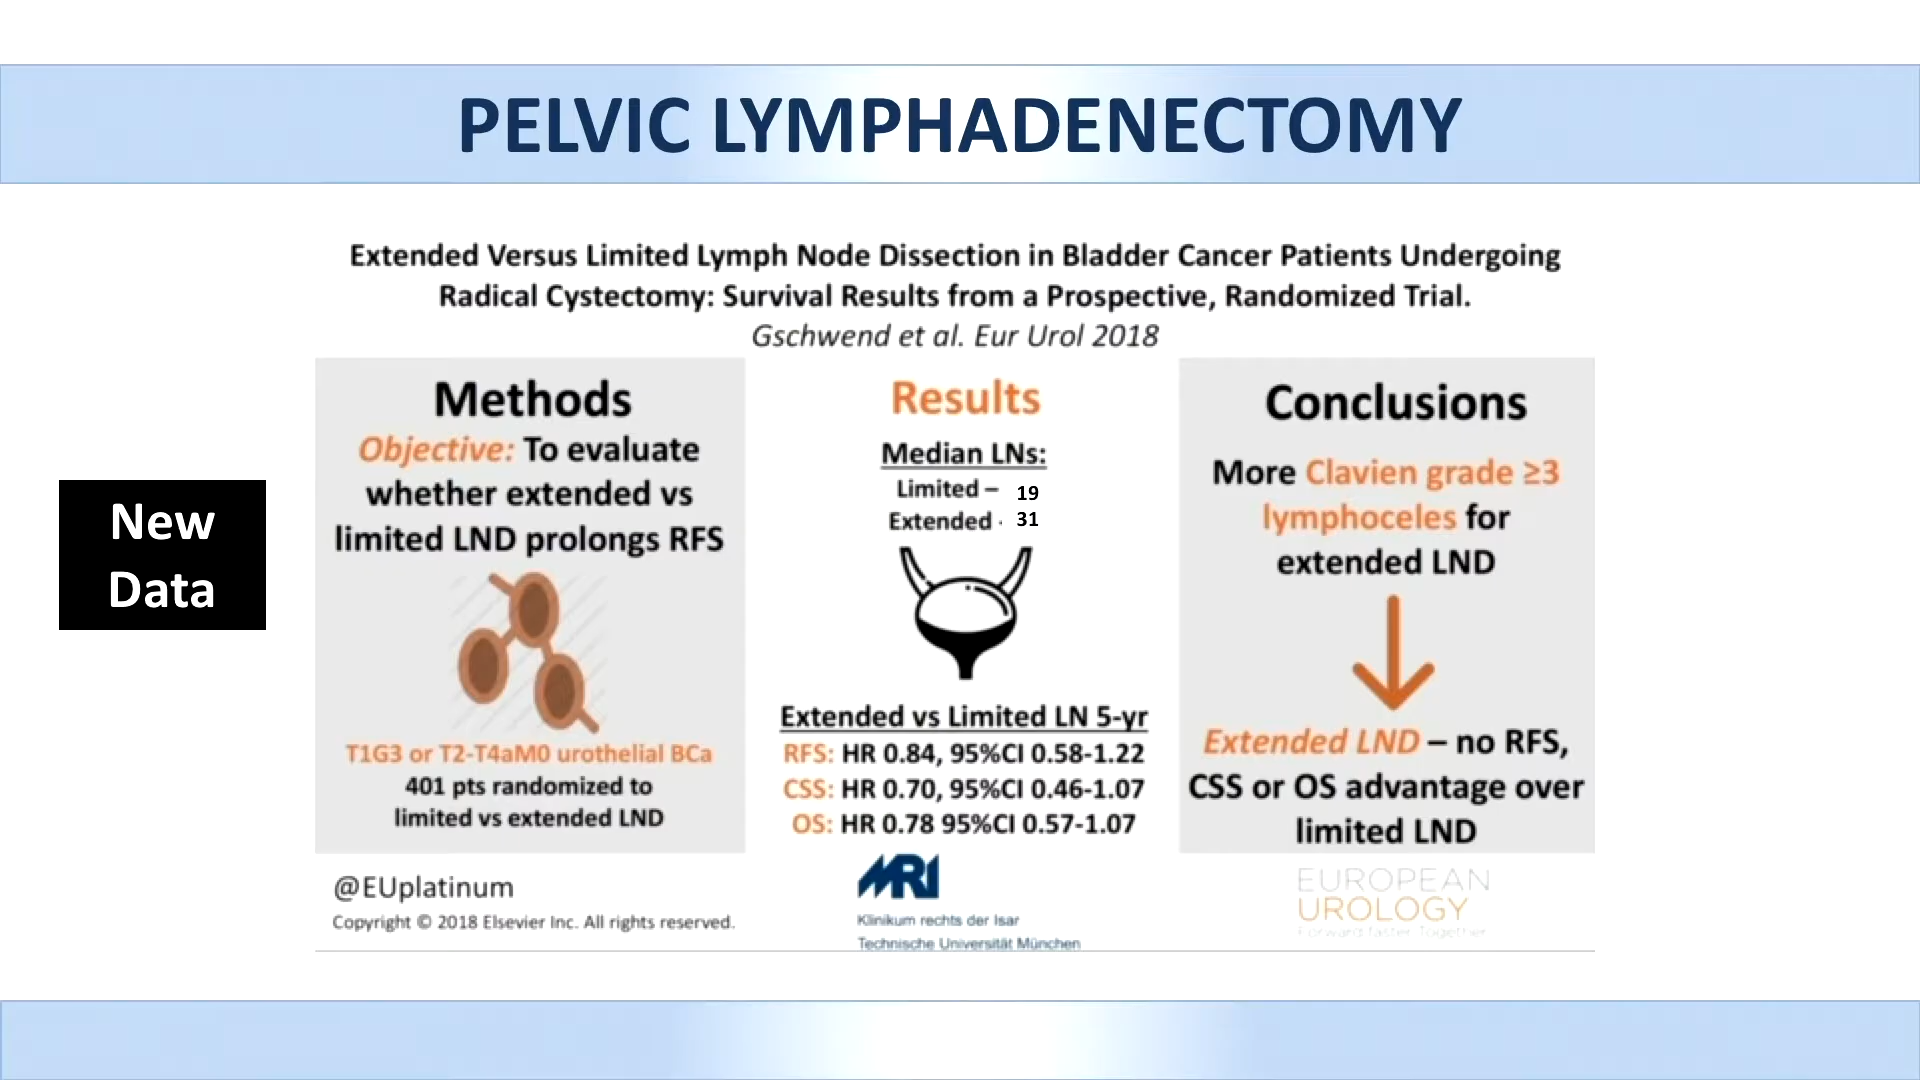 PELVIC LYMPHADENECTOMY
Extended Versus Limited Lymph Node Dissection in Bladder Cancer Patients Undergoing
Radical Cystectomy: Survival Results from a Prospective, Randomized Trial.
Gschwend et al. Eur Urol 2018
New
Data
Methods
Objective: To evaluate
whether extended vs
limited LND prolongs RFS
T1G3 or T2-T4aM0 urothelial BCa
401 pts randomized to
limited vs extended LND
Results
Median LNs:
Limited – 19
Extended - 31
Extended vs Limited LN 5-yr
RFS: HR 0.84, 95%CI 0.58-1.22
CSS: HR 0.70, 95%CI 0.46-1.07
OS: HR 0.78 95%CI 0.57-1.07
Conclusions
More Clavien grade ≥3
lymphoceles for
extended LND
Extended LND – no RFS,
CSS or OS advantage over
limited LND
@EUplatinum
Copyright © 2018 Elsevier Inc. All rights reserved.
MRI
Klinikum rechts der Isar
Technische Universität München
EUROPEAN
UROLOGY
Forward faster Together